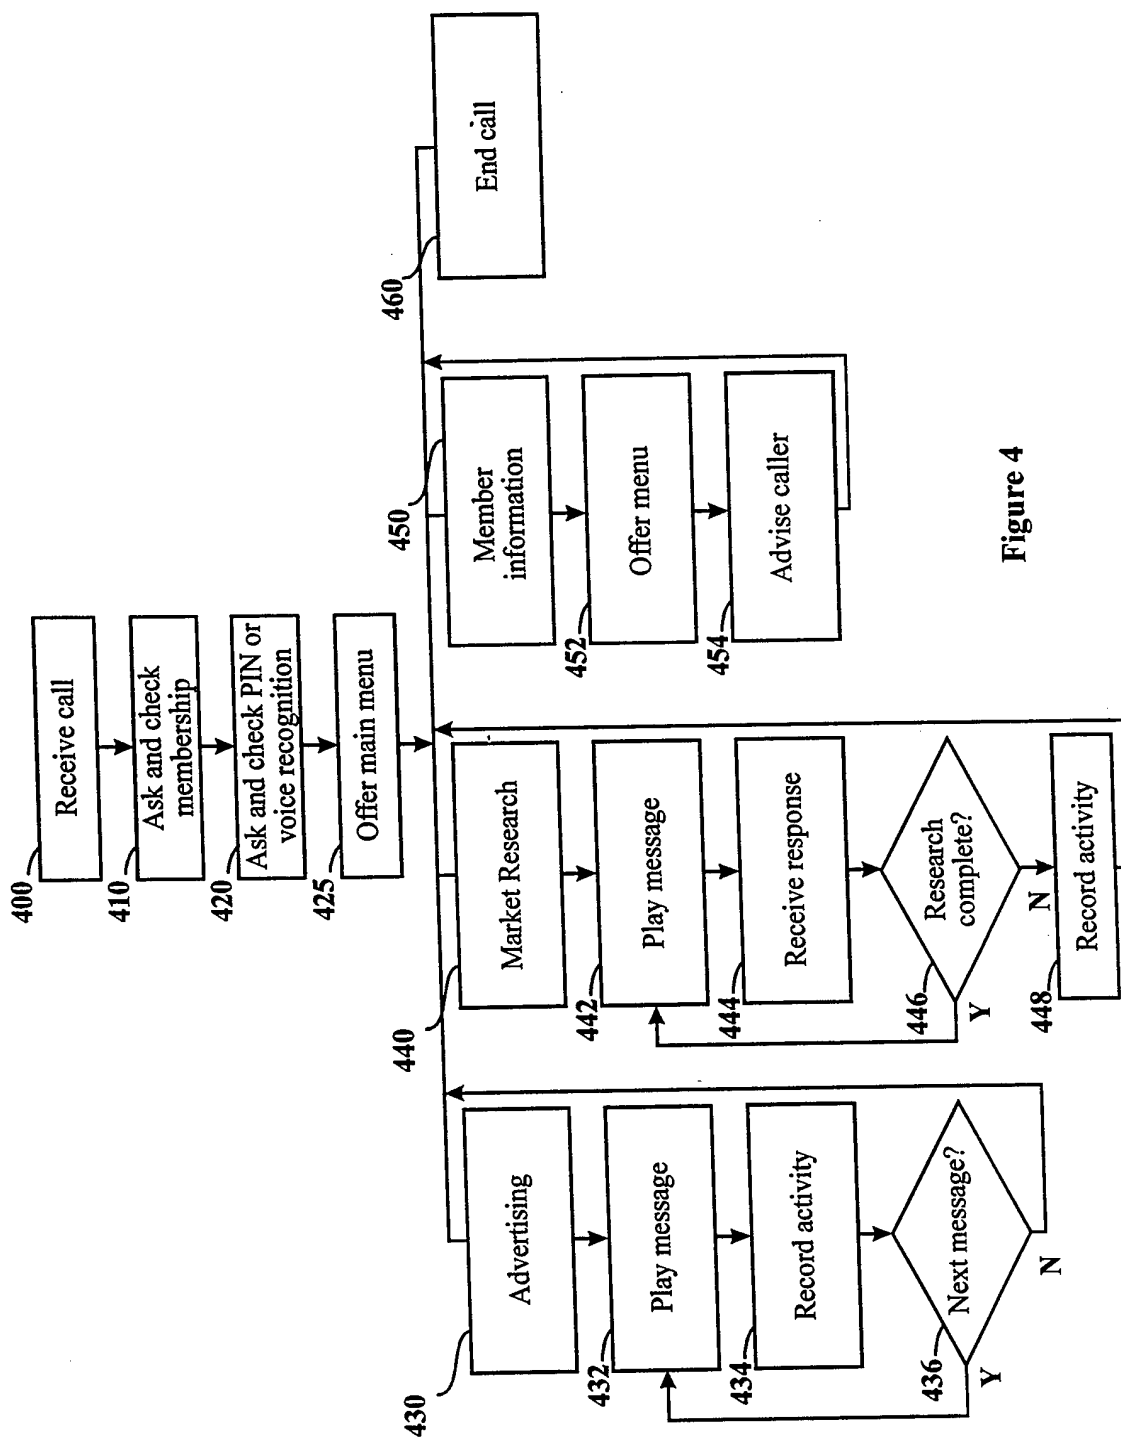 400
Receive call
410
Ask and check
membership
420
Ask and check PIN or
voice recognition
425
Offer main menu
430
Advertising
432
Play message
434
Record activity
436
Next message?
Y
N
440
Market Research
442
Play message
444
Receive response
446
Research
complete?
Y
N
448
Record activity
450
Member
information
452
Offer menu
454
Advise caller
460
End call
Figure 4